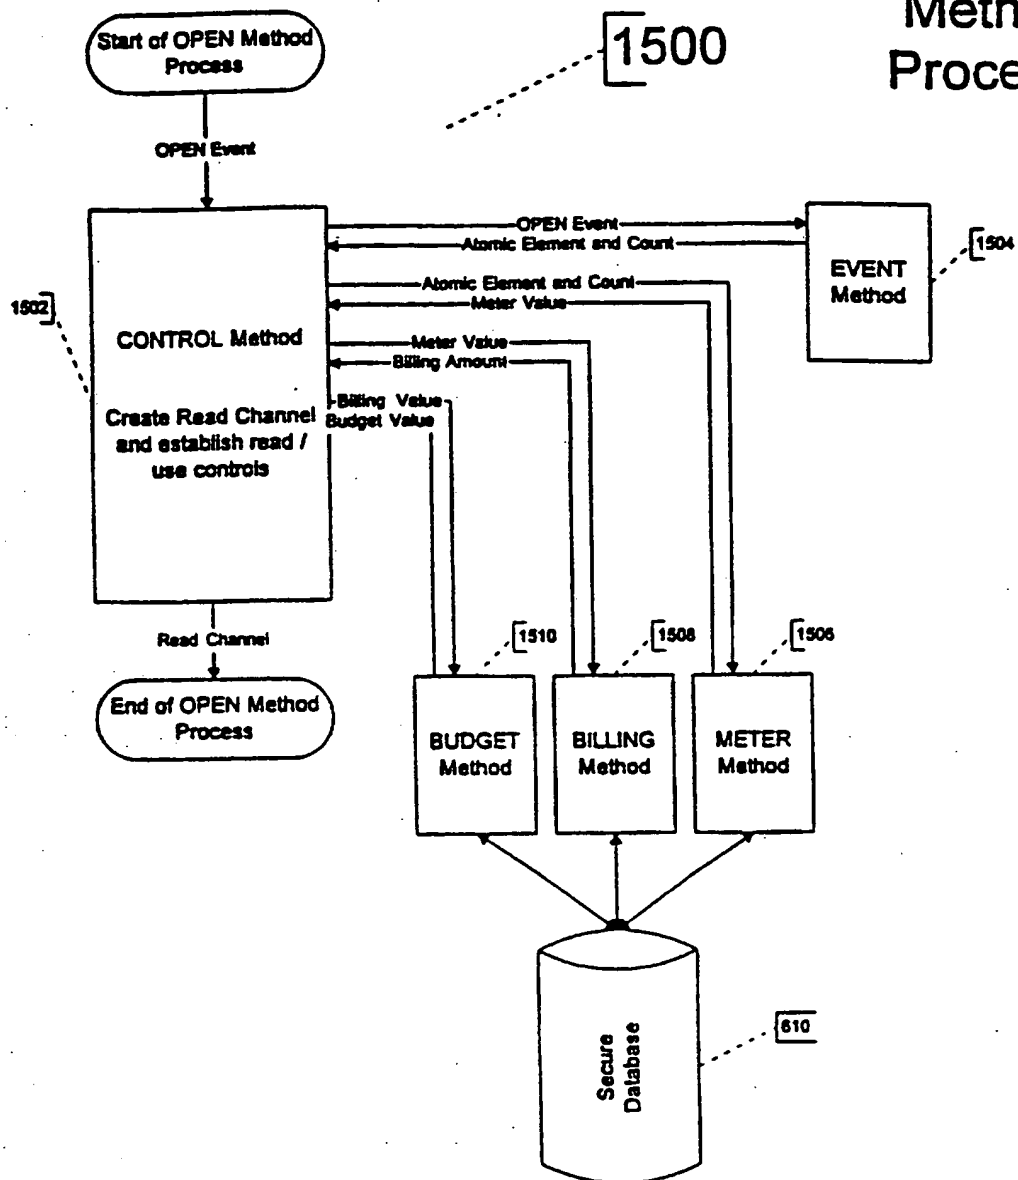 Meth
Proce
1500
Start of OPEN Method
Process
OPEN Event
OPEN Event
Atomic Element and Count
EVENT
Method
1504
Atomic Element and Count
Meter Value
1502
CONTROL Method
Meter Value
Billing Amount
Create Read Channel
and establish read /
use controls
Billing Value
Budget Value
Read Channel
1510
1508
1506
End of OPEN Method
Process
BUDGET
Method
BILLING
Method
METER
Method
Secure
Database
610